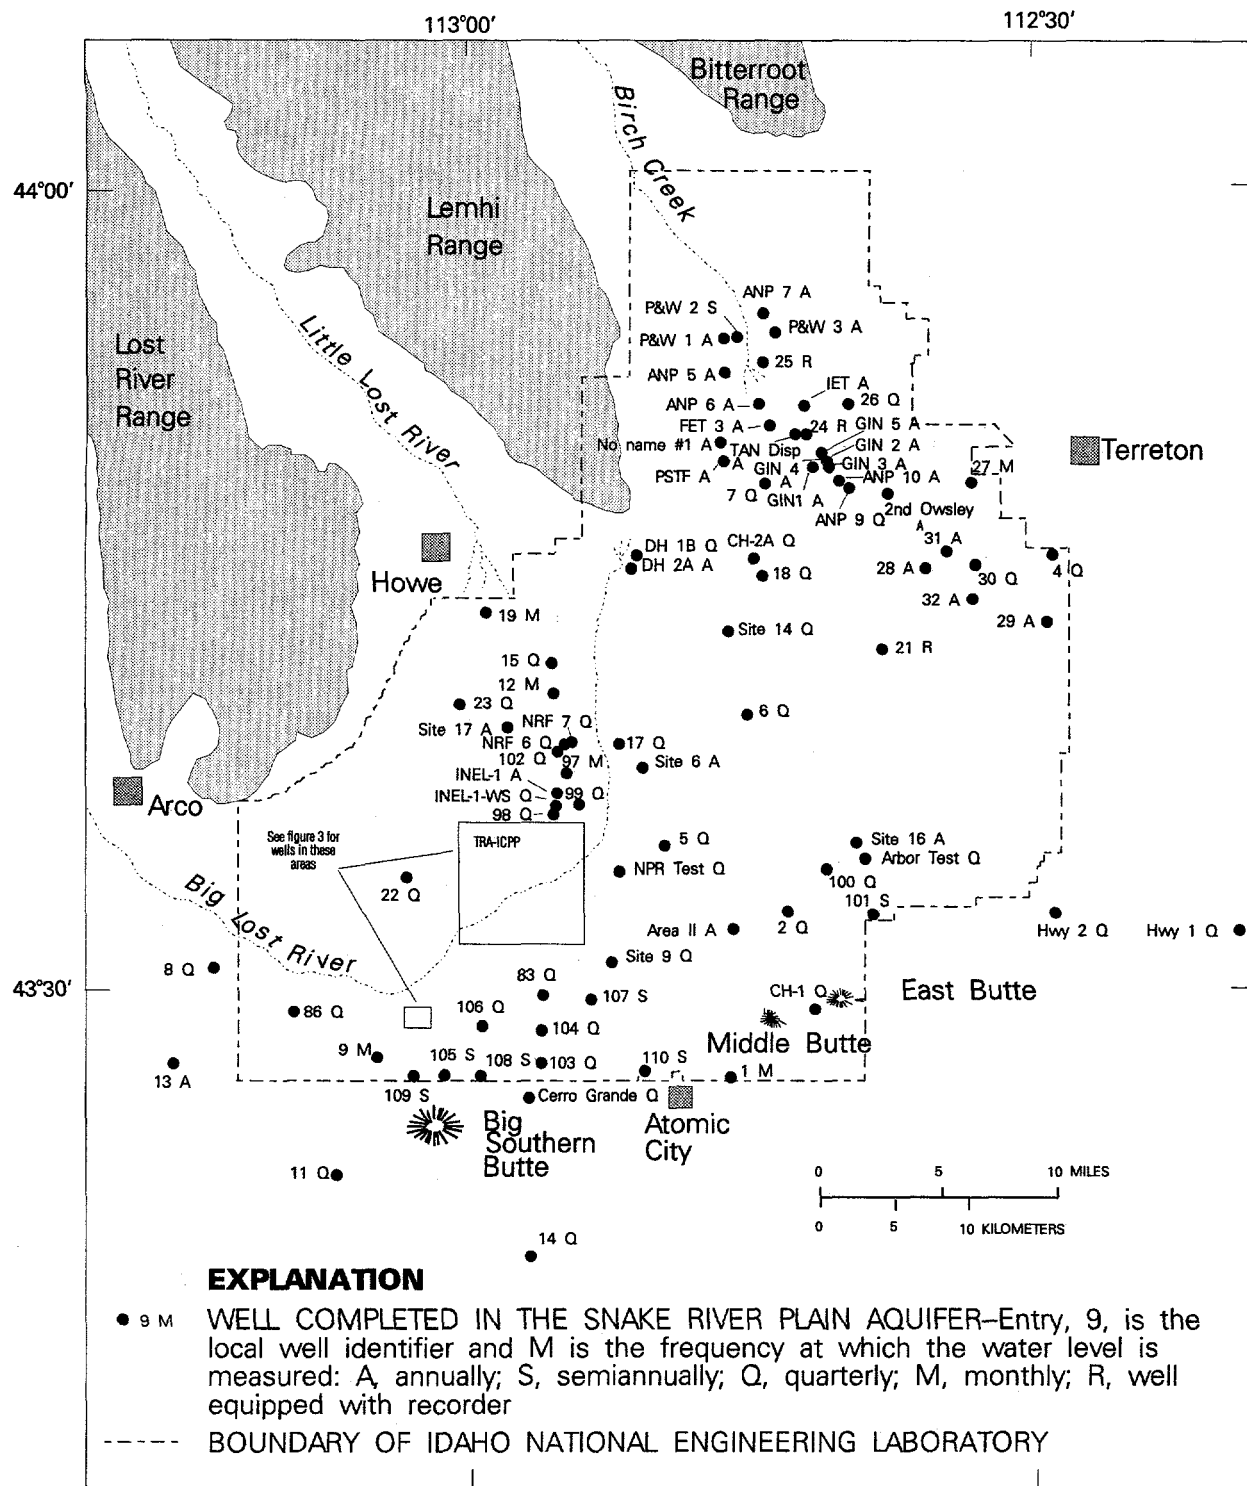 113°00'
112°30'
Bitterroot
Range
Birch Creek
44°00'
Lemhi
Range
ANP 7 A
P&W 2 S
P&W 3 A
Little Lost River
P&W 1 A
Lost
River
Range
25 R
ANP 5 A
IET A
26 Q
ANP 6 A
FET 3 A
24 R
GIN 5 A
No name #1 A
TAN Disp
A
GIN 2 A
Terreton
PSTF A
GIN 4
A
GIN 3 A
27 M
7 Q
GIN1 A
ANP 10 A
ANP 9 Q
2nd Owsley
A
31 A
DH 1B Q
CH-2A Q
DH 2A A
18 Q
28 A
30 Q
4 Q
Howe
32 A
19 M
Site 14 Q
29 A
21 R
15 Q
12 M
23 Q
6 Q
Site 17 A
NRF 7 Q
NRF 6 Q
17 Q
102 Q
97 M
Site 6 A
INEL-1 A
INEL-1-WS Q
99 Q
98 Q
Arco
See figure 3 for
wells in these
areas
TRA-ICPP
5 Q
Site 16 A
Arbor Test Q
NPR Test Q
100 Q
22 Q
101 S
Big Lost River
Area II A
2 Q
Hwy 2 Q
Hwy 1 Q
8 Q
Site 9 Q
43°30'
83 Q
107 S
CH-1 Q
East Butte
86 Q
106 Q
104 Q
Middle Butte
9 M
105 S
108 S
103 Q
110 S
13 A
1 M
109 S
Cerro Grande Q
Big
Southern
Butte
Atomic
City
11 Q
0 5 10 MILES
0 5 10 KILOMETERS
14 Q
EXPLANATION
9 M WELL COMPLETED IN THE SNAKE RIVER PLAIN AQUIFER–Entry, 9, is the
local well identifier and M is the frequency at which the water level is
measured: A, annually; S, semiannually; Q, quarterly; M, monthly; R, well
equipped with recorder
BOUNDARY OF IDAHO NATIONAL ENGINEERING LABORATORY